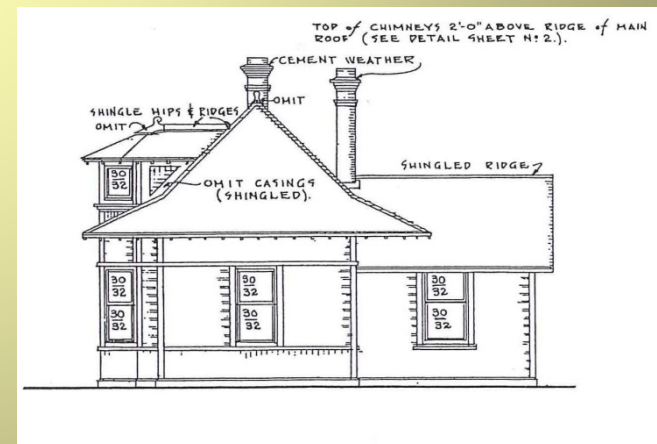 TOP of CHIMNEYS 2'-0" ABOVE RIDGE of MAIN
ROOF (SEE DETAIL SHEET Nº 2.).
CEMENT WEATHER
OMIT
SHINGLE HIPS & RIDGES
OMIT
SHINGLED RIDGE
OMIT CASINGS
(SHINGLED).
30
32
30
32
30
32
30
32
30
32
30
32
30
32